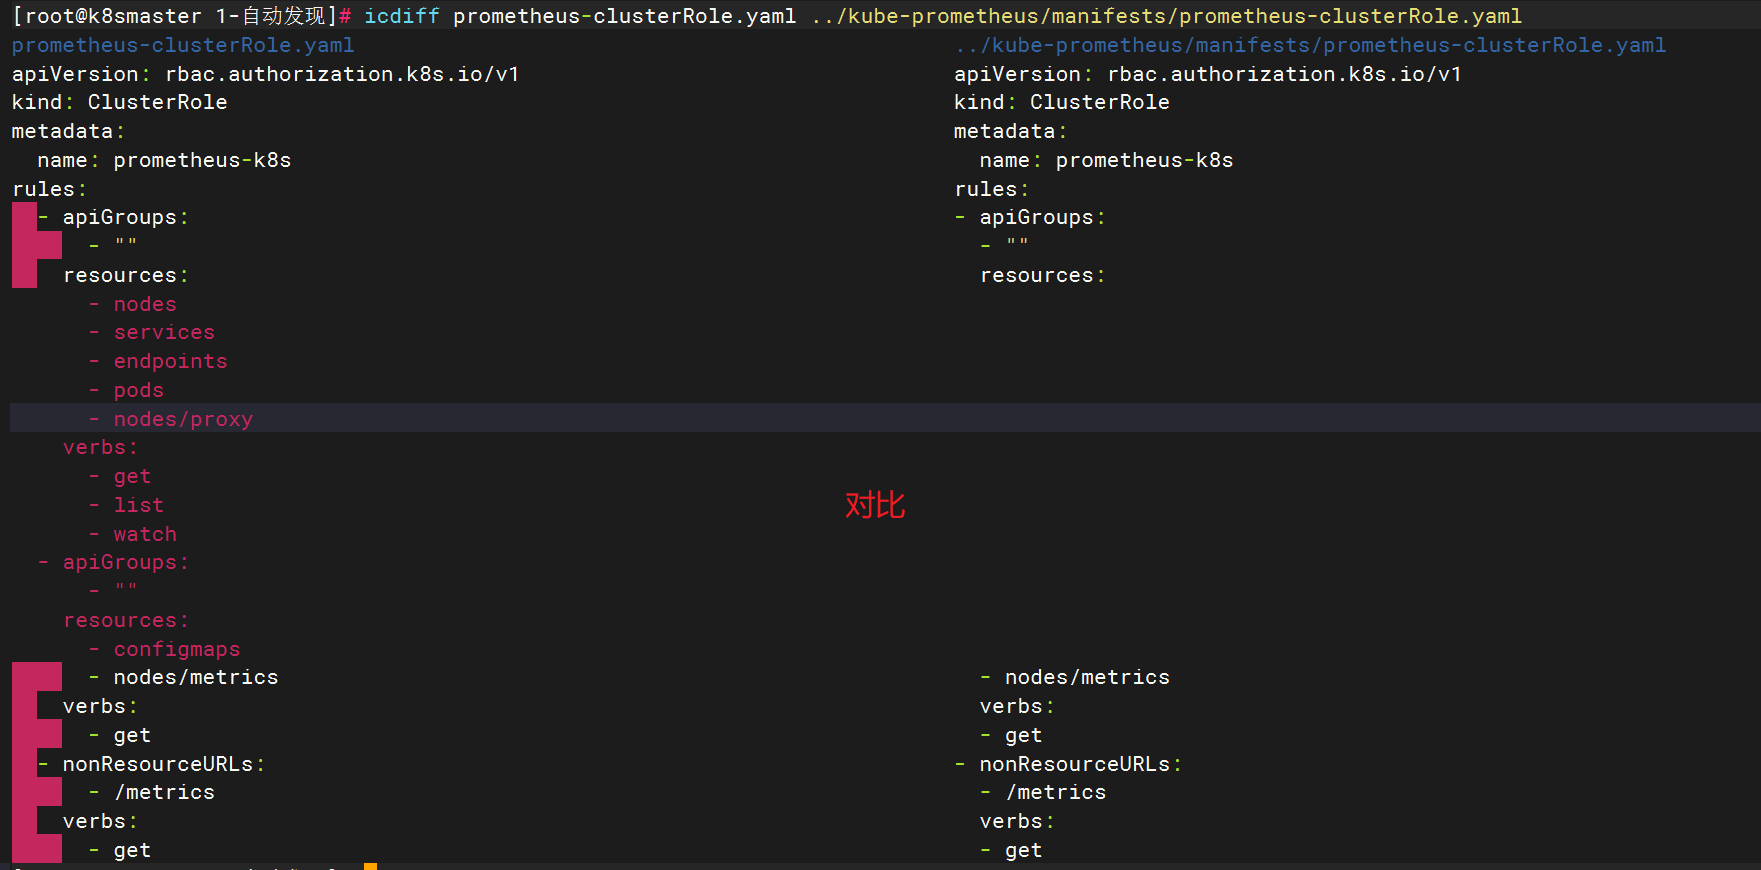 [root@k8smaster 1-自动发现]# icdiff prometheus-clusterRole.yaml ../kube-prometheus/manifests/prometheus-clusterRole.yaml
prometheus-clusterRole.yaml ../kube-prometheus/manifests/prometheus-clusterRole.yaml
apiVersion: rbac.authorization.k8s.io/v1 apiVersion: rbac.authorization.k8s.io/v1
kind: ClusterRole kind: ClusterRole
metadata: metadata:
name: prometheus-k8s name: prometheus-k8s
rules: rules:
- apiGroups: - apiGroups:
- "" - ""
resources: resources:
- nodes
- services
- endpoints
- pods
- nodes/proxy
verbs:
- get
- list
对比
- watch
- apiGroups:
- ""
resources:
- configmaps
- nodes/metrics - nodes/metrics
verbs: verbs:
- get - get
- nonResourceURLs: - nonResourceURLs:
- /metrics - /metrics
verbs: verbs:
- get - get